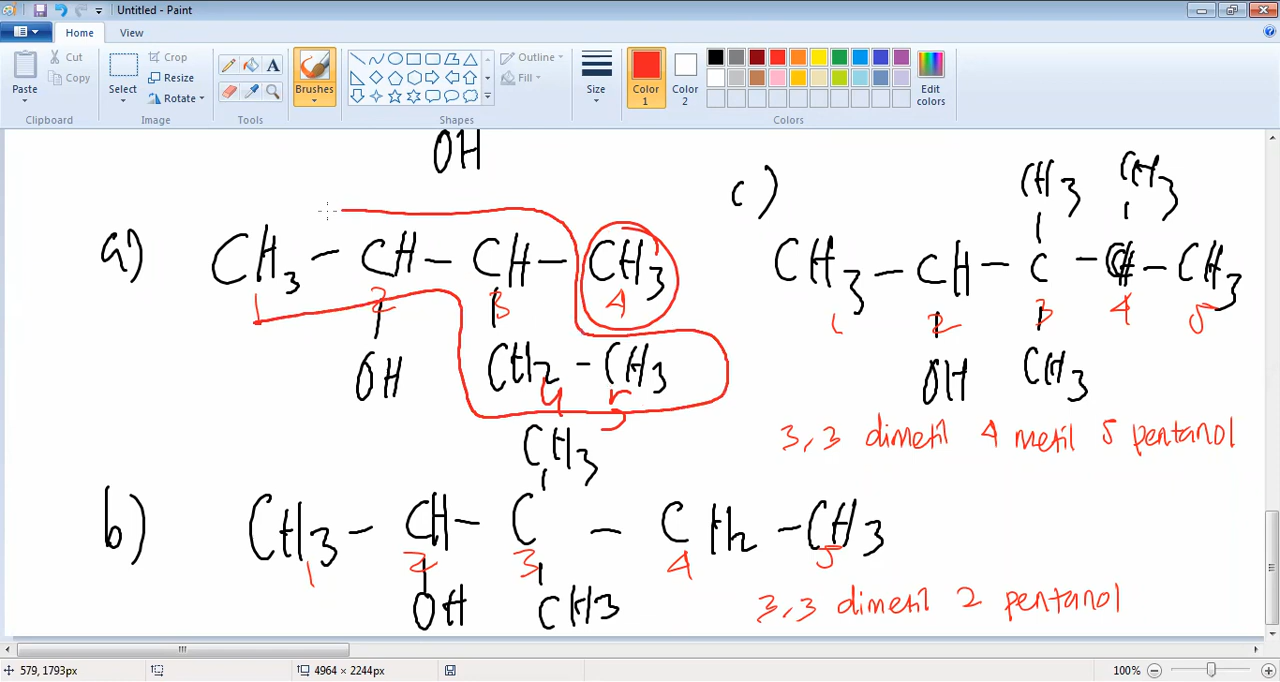 Untitled - Paint
Home View
Paste
Cut
Copy
Clipboard
Select
Crop
Resize
Rotate
Image
Tools
Brushes
Shapes
Outline
Fill
Size
Color 1
Color 2
Colors
Edit colors
OH
a) CH3 - CH - CH - CH3
1 2 3 4
OH CH2 - CH3
4 5
CH3
b) CH3 - CH - C - CH2 - CH3
1 2 3 4 5
OH CH3
3,3 dimetil 2 pentanol
c)
CH3 CH3
CH3 - CH - C - CH - CH3
1 2 3 4 5
OH CH3
3,3 dimetil 4 metil 5 pentanol
579, 1793px
4964 × 2244px
100%